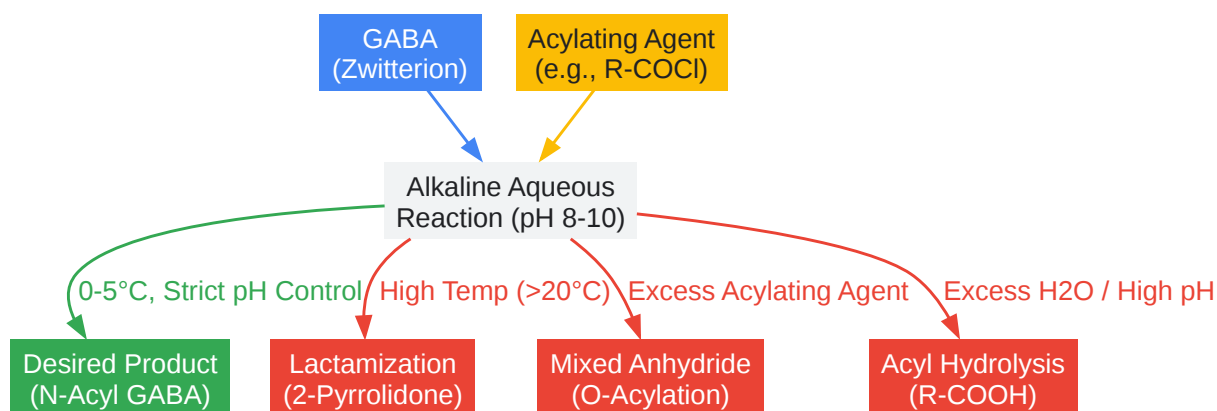 GABA
(Zwitterion)
Acylating Agent
(e.g., R-COCl)
Alkaline Aqueous
Reaction (pH 8-10)
0-5°C, Strict pH Control
High Temp (>20°C)
Excess Acylating Agent
Excess H2O / High pH
Desired Product
(N-Acyl GABA)
Lactamization
(2-Pyrrolidone)
Mixed Anhydride
(O-Acylation)
Acyl Hydrolysis
(R-COOH)